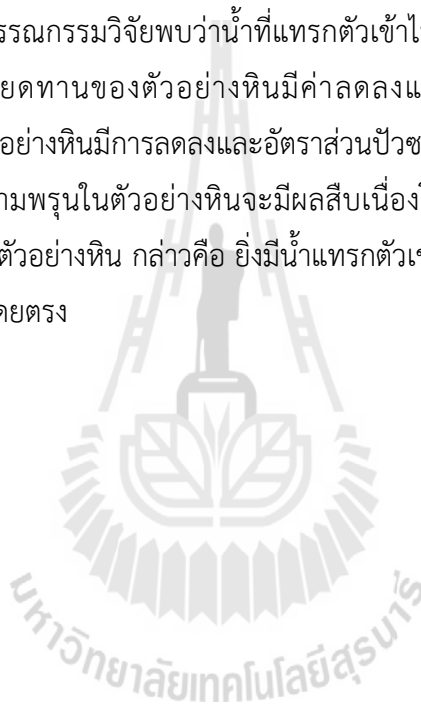 รรณกรรมวิจัยพบว่าน้ำที่แทรกตัวเข้าไ
ยดทานของตัวอย่างหินมีค่าลดลงแ
อย่างหินมีการลดลงและอัตราส่วนปัวซ
ามพรุนในตัวอย่างหินจะมีผลสืบเนื่องโ
ตัวอย่างหิน กล่าวคือ ยิ่งมีน้ำแทรกตัวเข
ดยตรง
มหาวิทยาลัยเทคโนโลยีสุรนารี